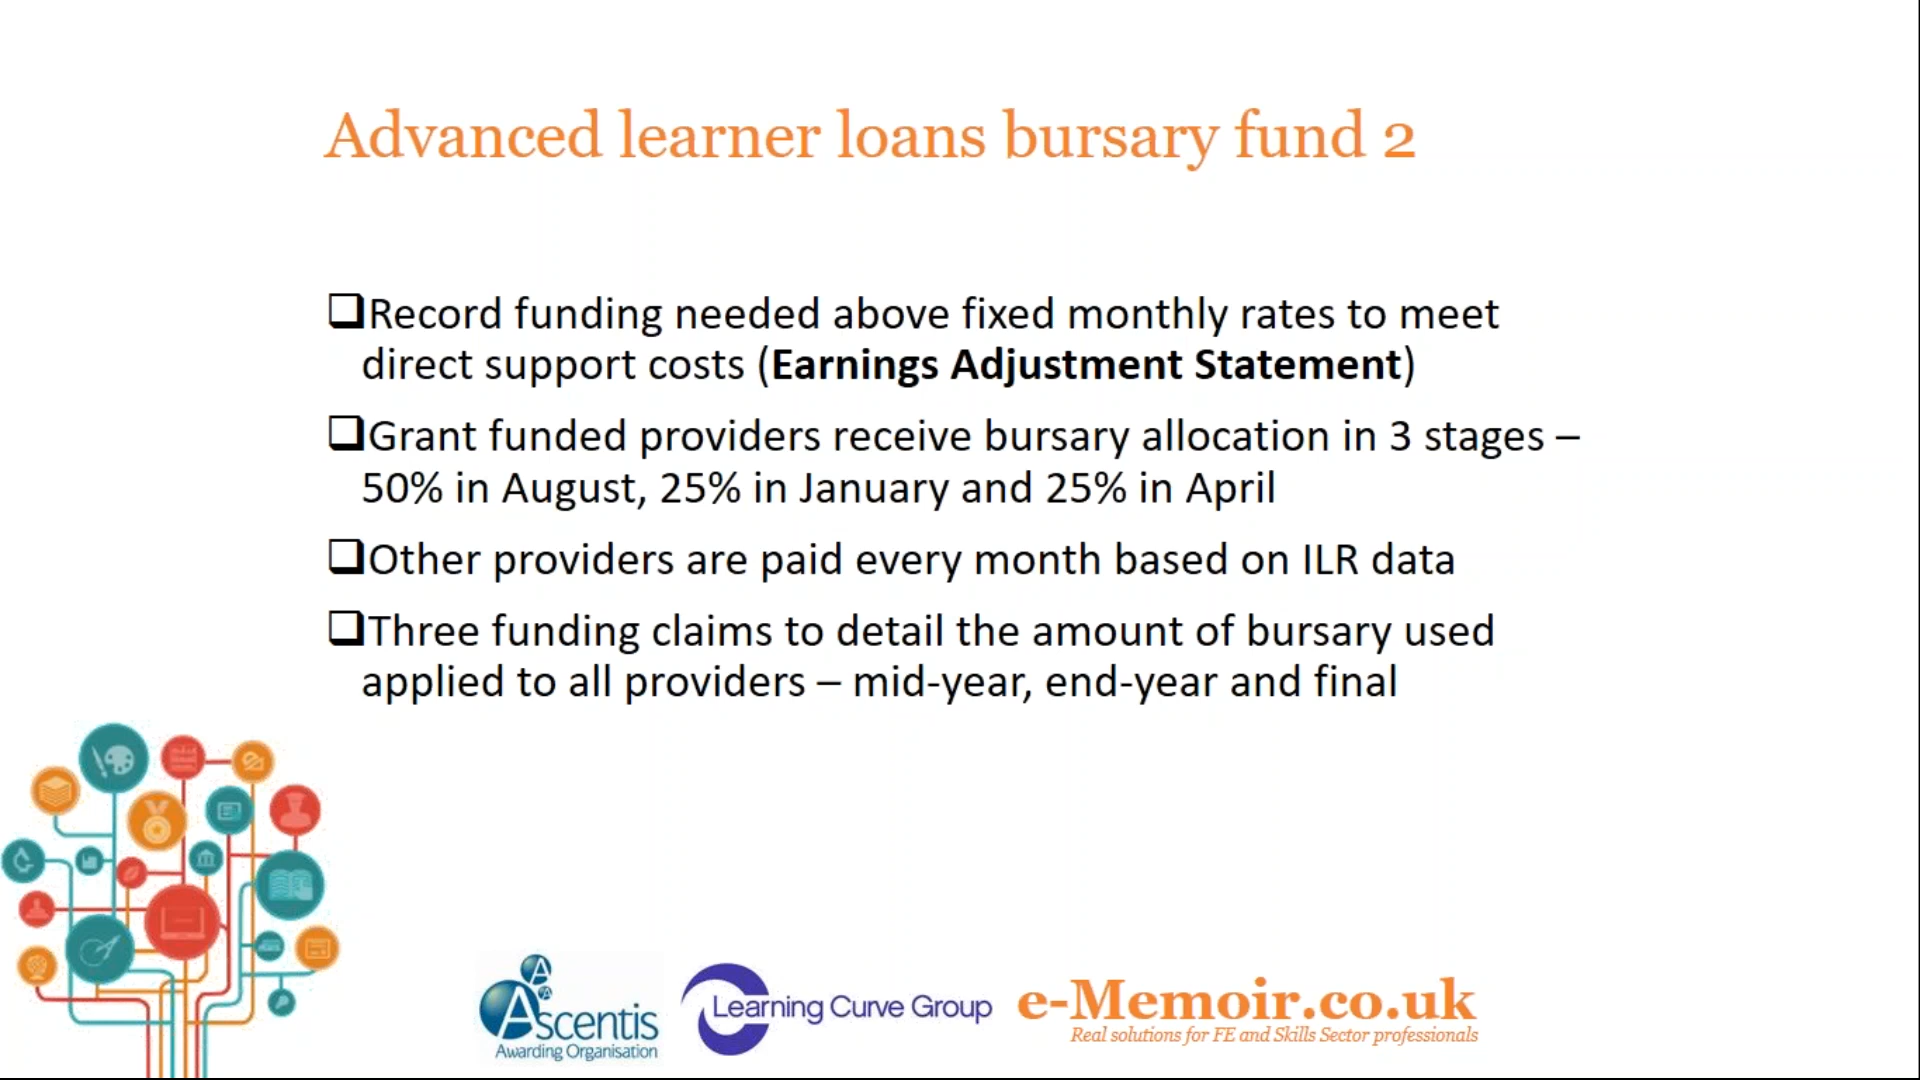 Advanced learner loans bursary fund 2
❑Record funding needed above fixed monthly rates to meet
direct support costs (Earnings Adjustment Statement)
❑Grant funded providers receive bursary allocation in 3 stages –
50% in August, 25% in January and 25% in April
❑Other providers are paid every month based on ILR data
❑Three funding claims to detail the amount of bursary used
applied to all providers – mid-year, end-year and final
Ascentis
Awarding Organisation
Learning Curve Group
e-Memoir.co.uk
Real solutions for FE and Skills Sector professionals